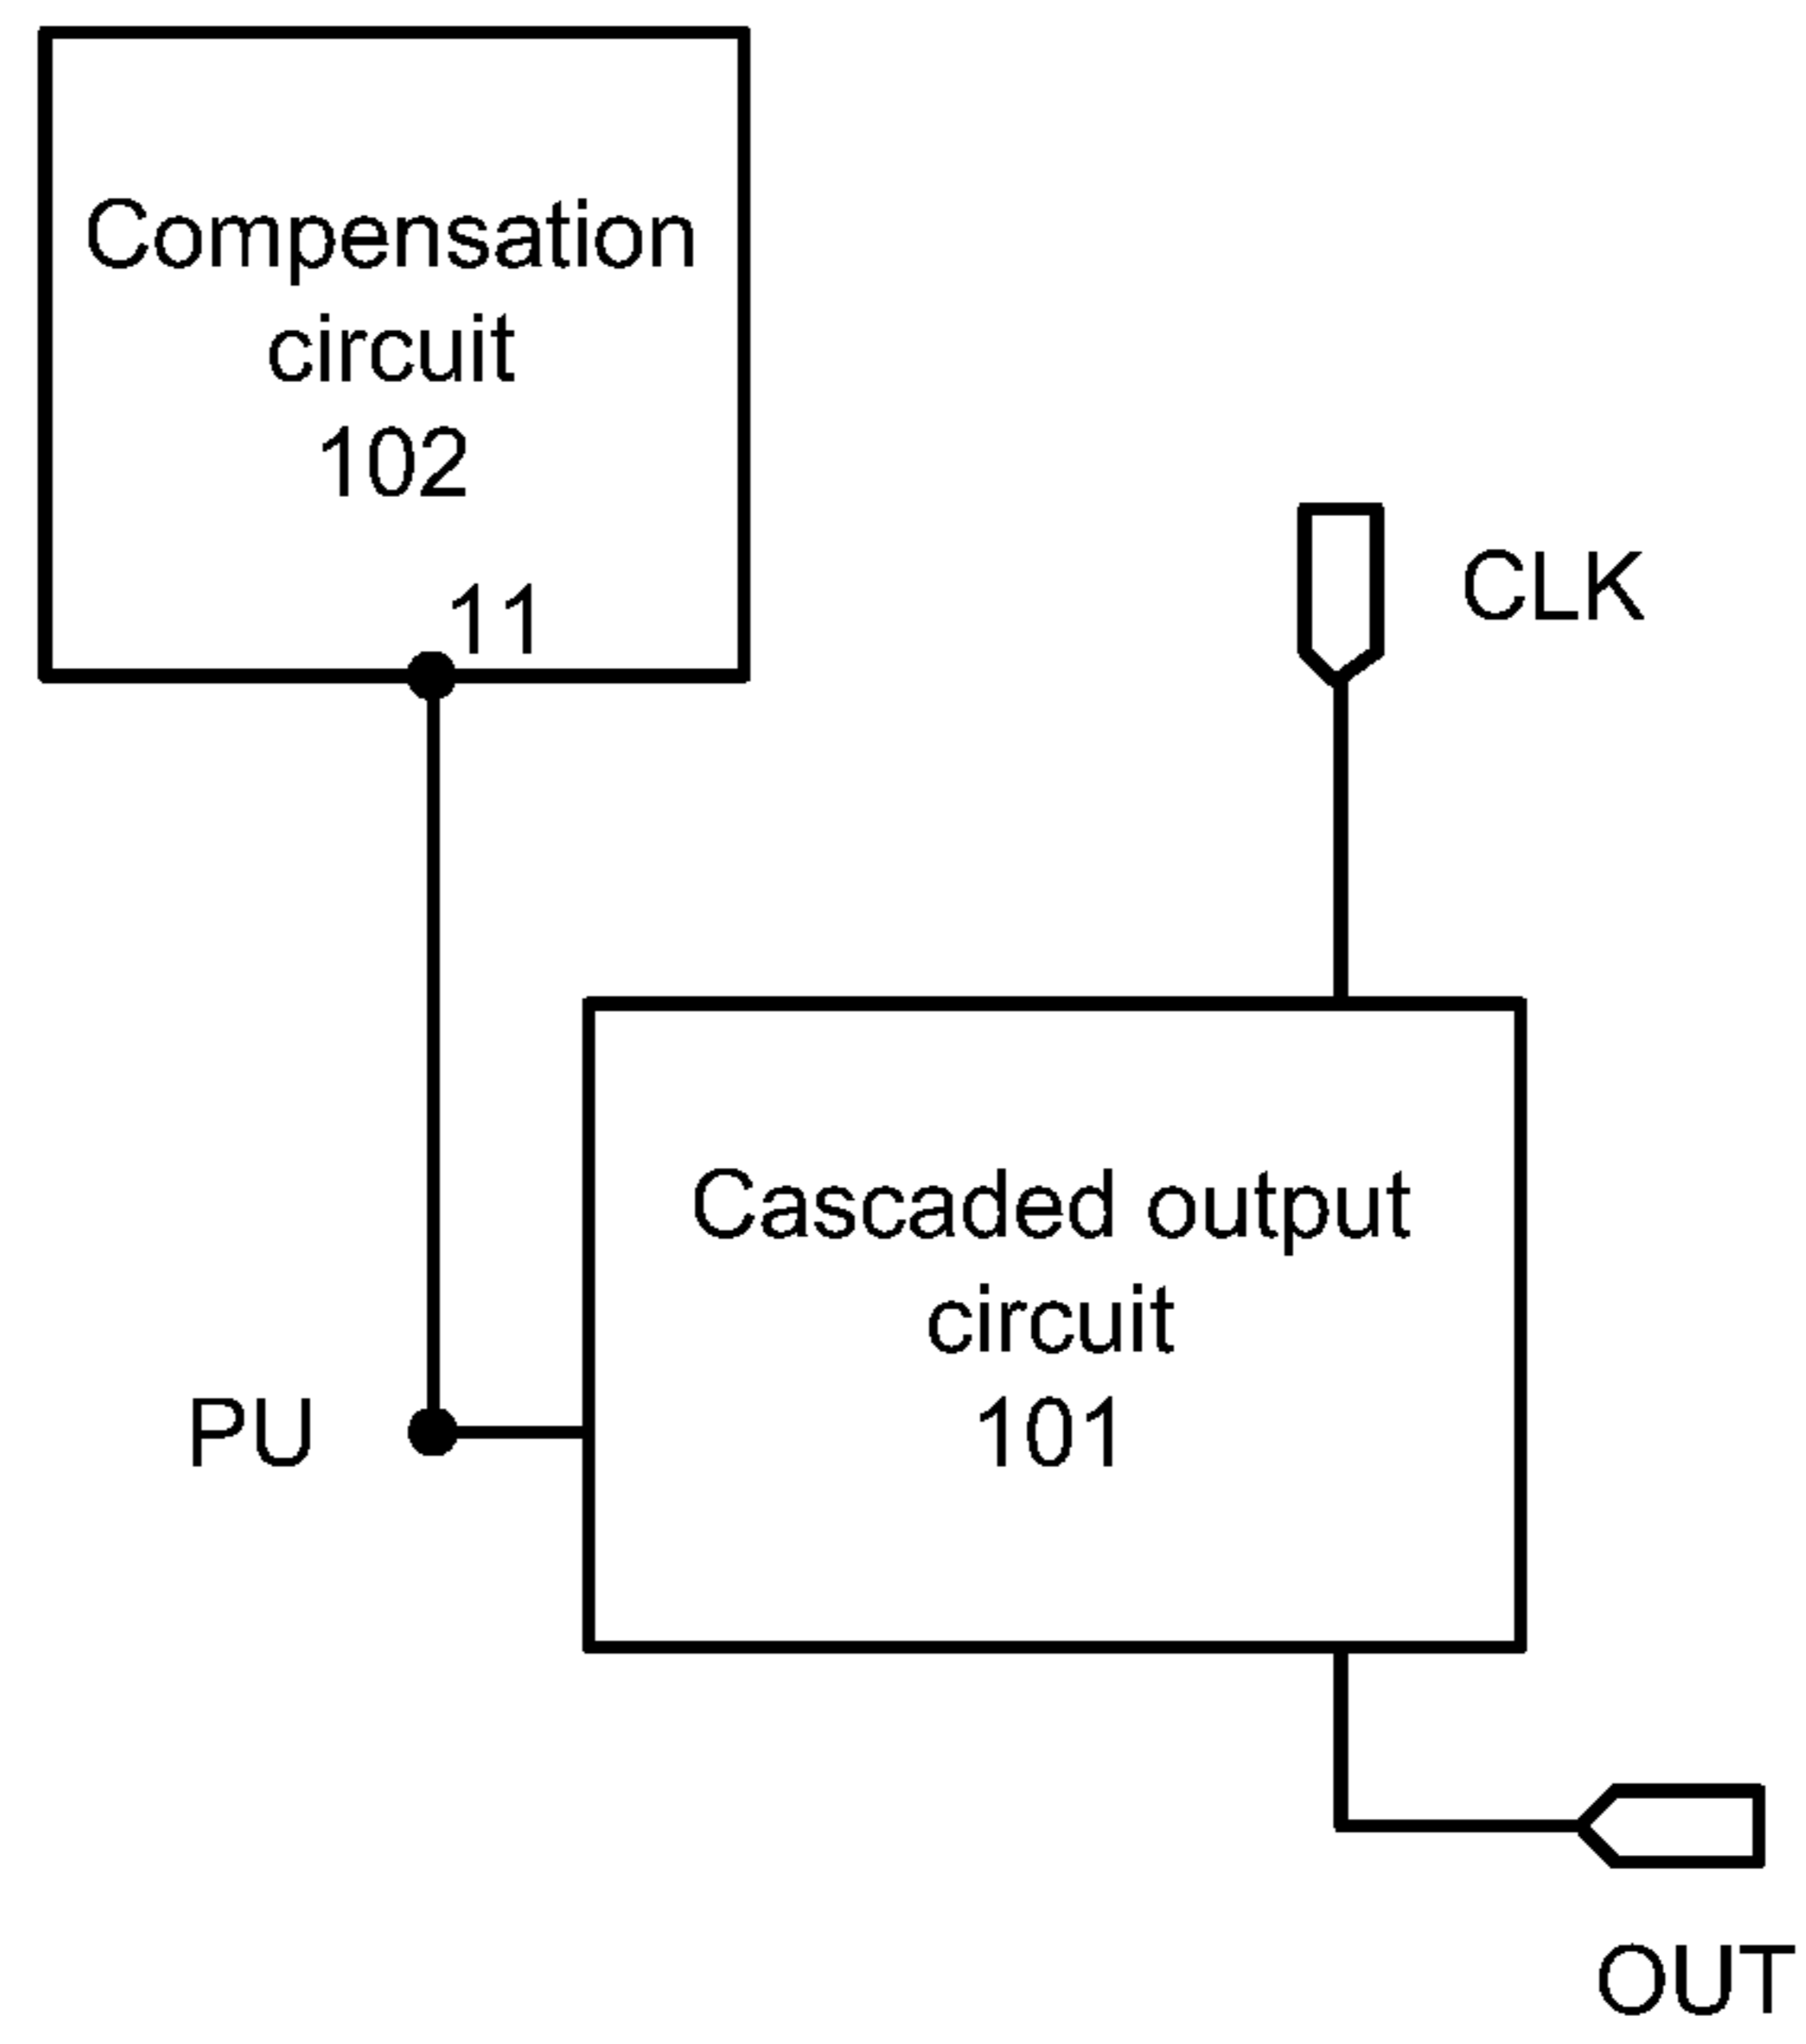 Compensation
circuit
102
11
CLK
Cascaded output
circuit
101
PU
OUT